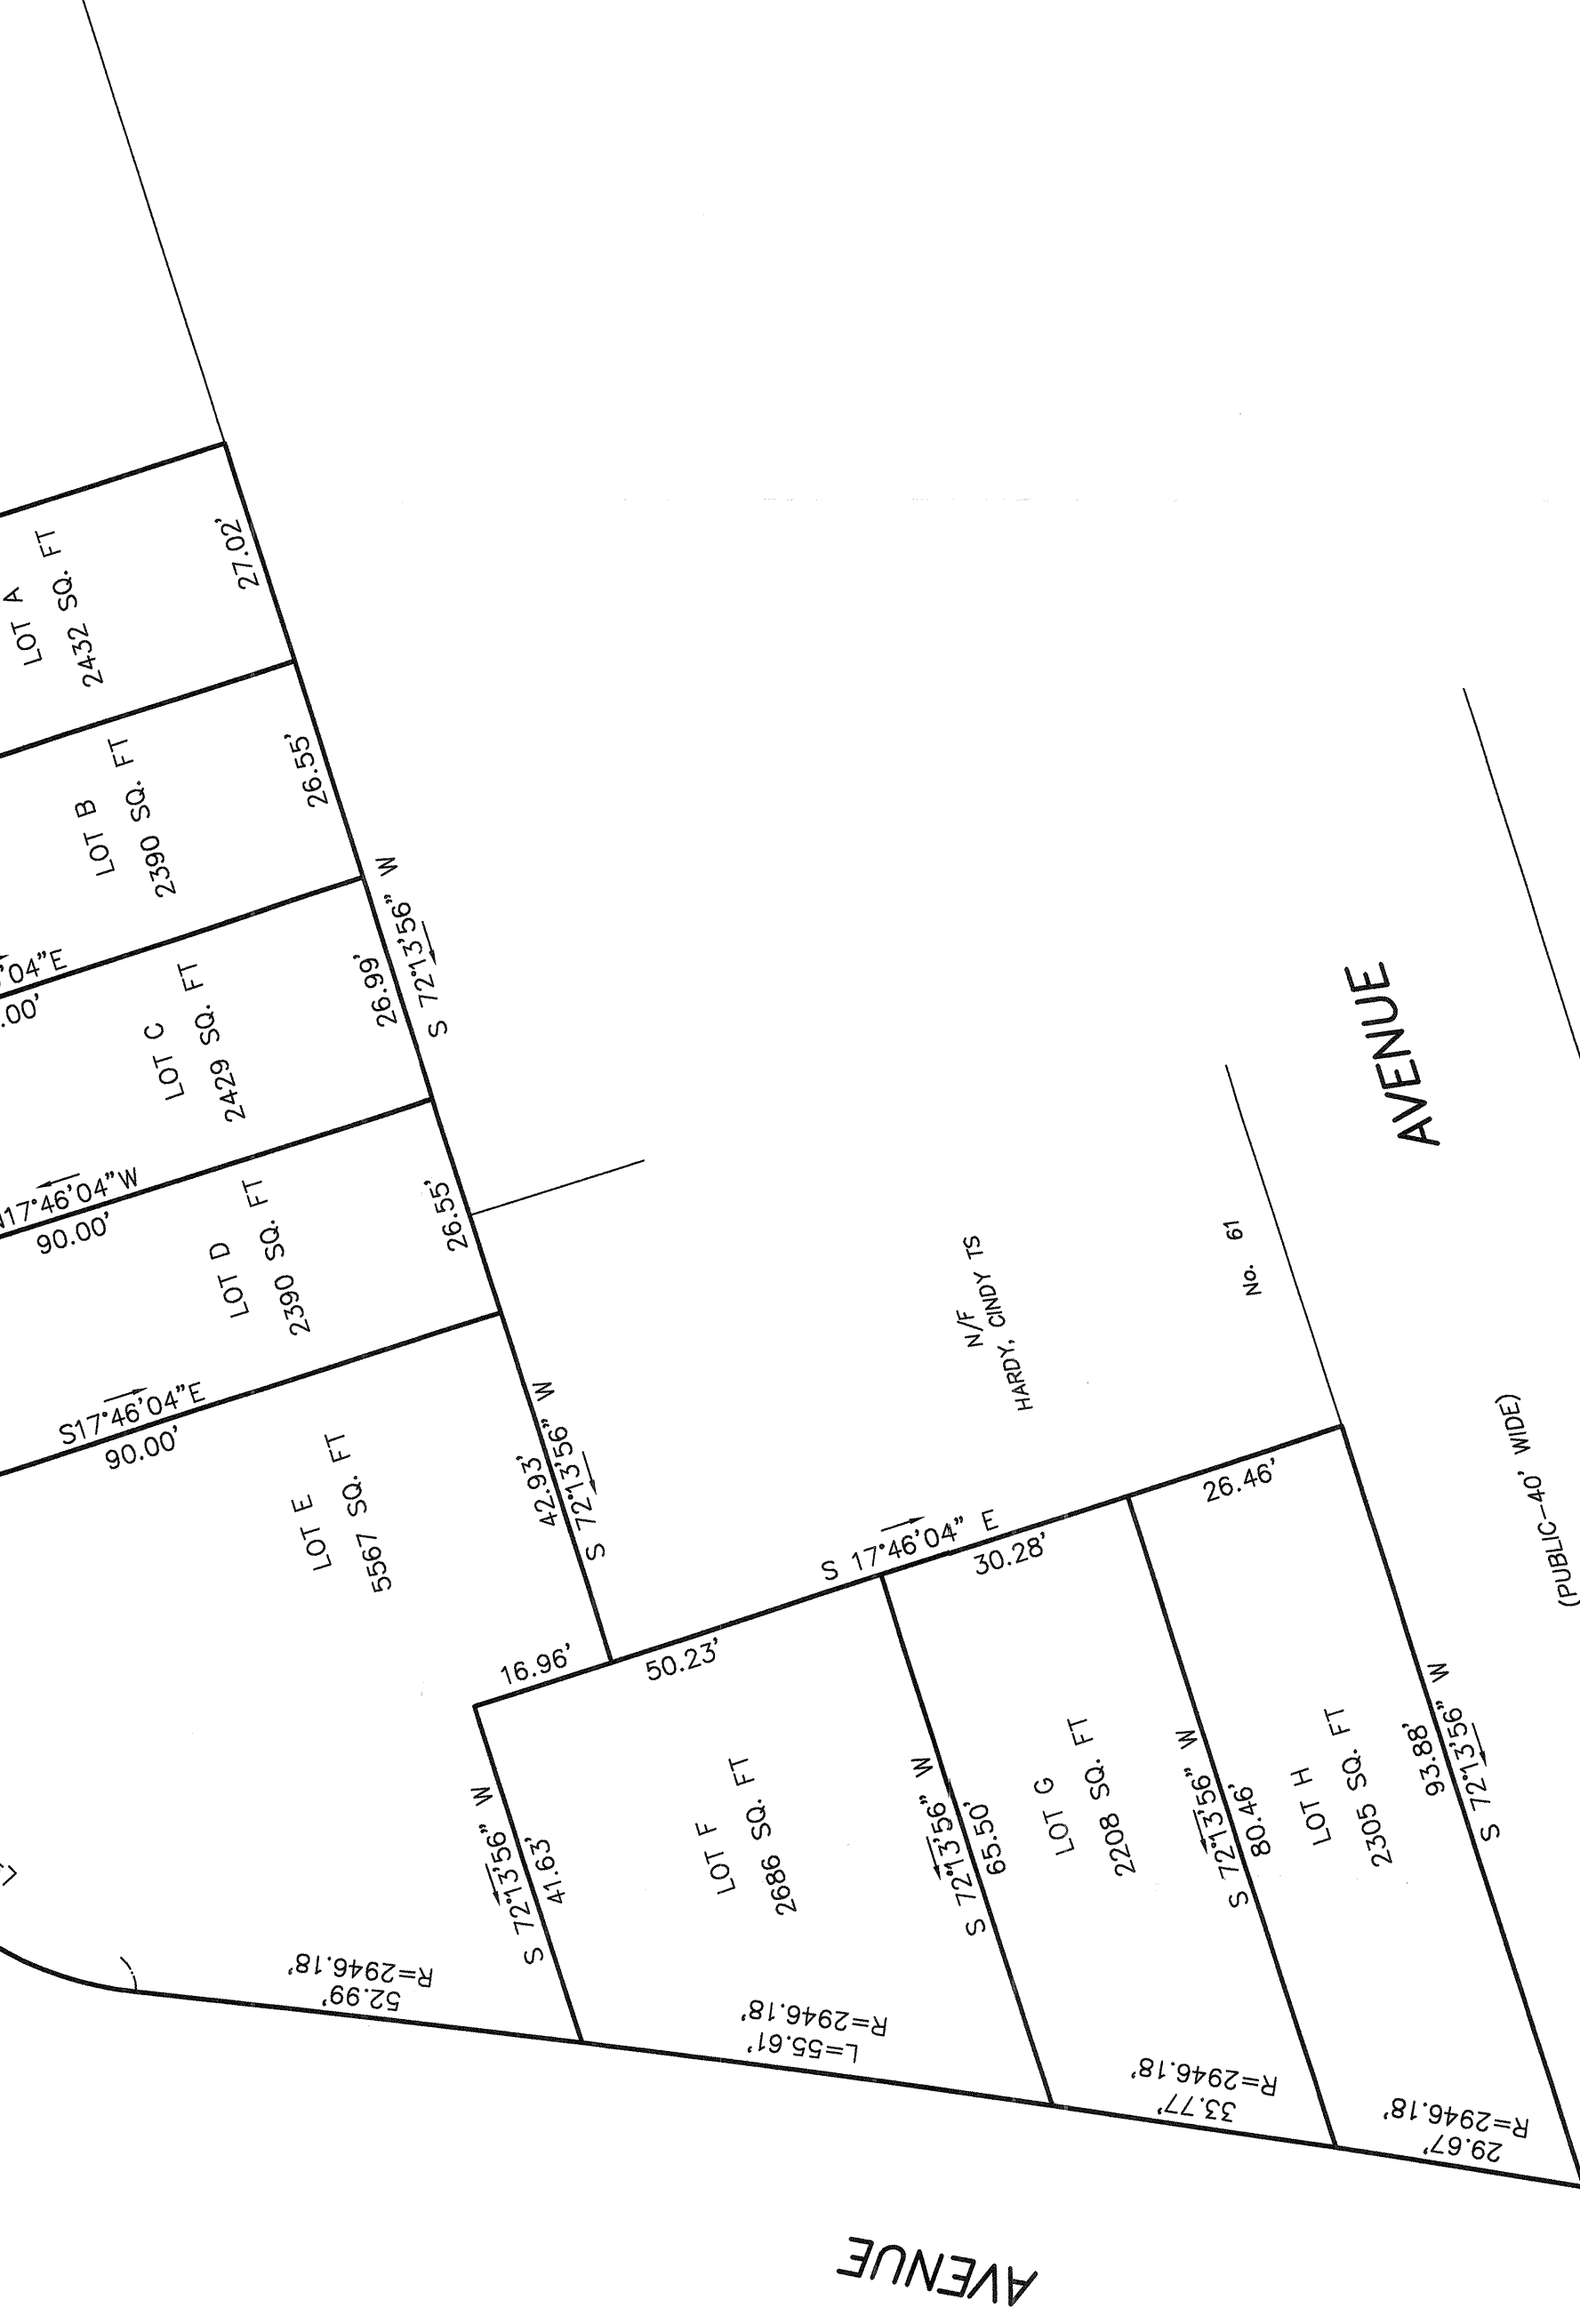 LOT A
2432 SQ. FT
27.02'
LOT B
2390 SQ. FT
26.55'
'04"E
.00'
LOT C
2429 SQ. FT
26.99'
S 72°13'56" W
N17°46'04"W
90.00'
LOT D
2390 SQ. FT
26.55'
S17°46'04"E
90.00'
LOT E
5567 SQ. FT
42.93'
S 72°13'56" W
16.96'
50.23'
S 17°46'04" E
30.28'
26.46'
N/F
HARDY, CINDY TS
No. 61
AVENUE
(PUBLIC-40' WIDE)
S 72°13'56" W
41.63'
LOT F
2686 SQ. FT
S 72°13'56" W
65.50'
LOT G
2208 SQ. FT
S 72°13'56" W
80.46'
LOT H
2305 SQ. FT
93.88'
S 72°13'56" W
52.99'
R=2946.18'
L=55.61'
R=2946.18'
33.77'
R=2946.18'
29.67'
R=2946.18'
AVENUE